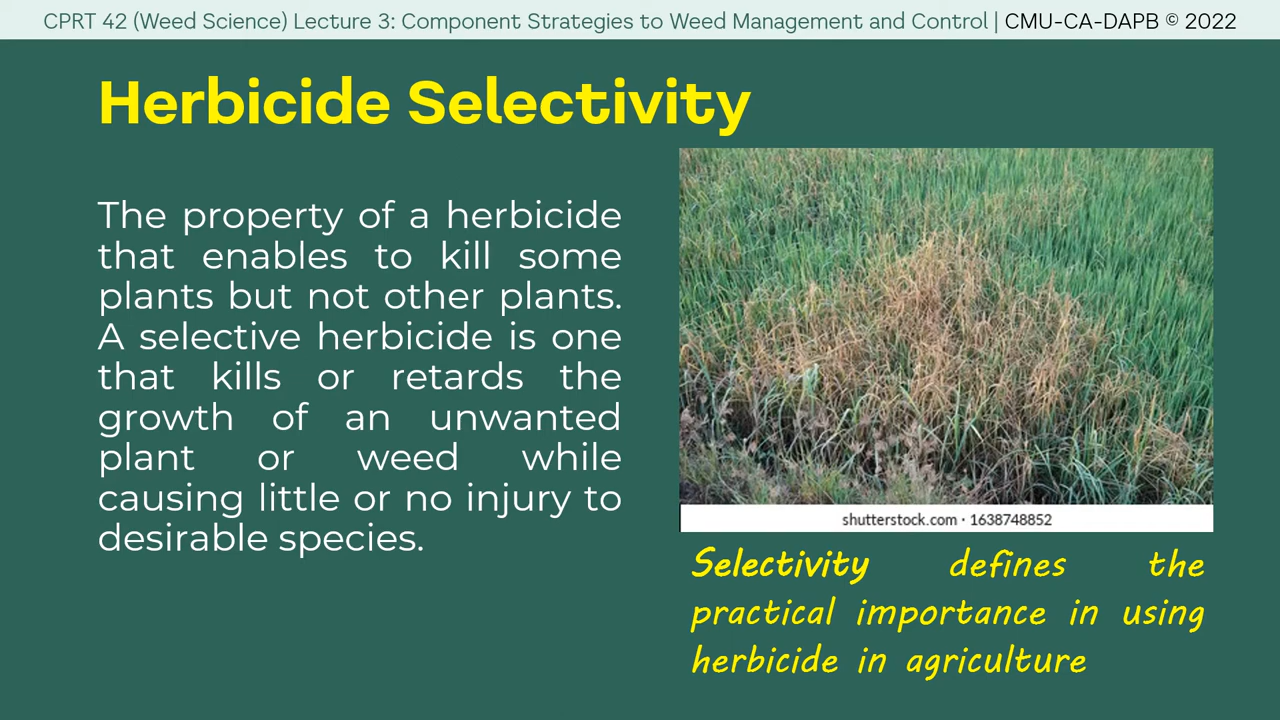 CPRT 42 (Weed Science) Lecture 3: Component Strategies to Weed Management and Control | CMU-CA-DAPB © 2022
Herbicide Selectivity
The property of a herbicide
that enables to kill some
plants but not other plants.
A selective herbicide is one
that kills or retards the
growth of an unwanted
plant or weed while
causing little or no injury to
desirable species.
shutterstock.com · 1638748852
Selectivity defines the
practical importance in using
herbicide in agriculture